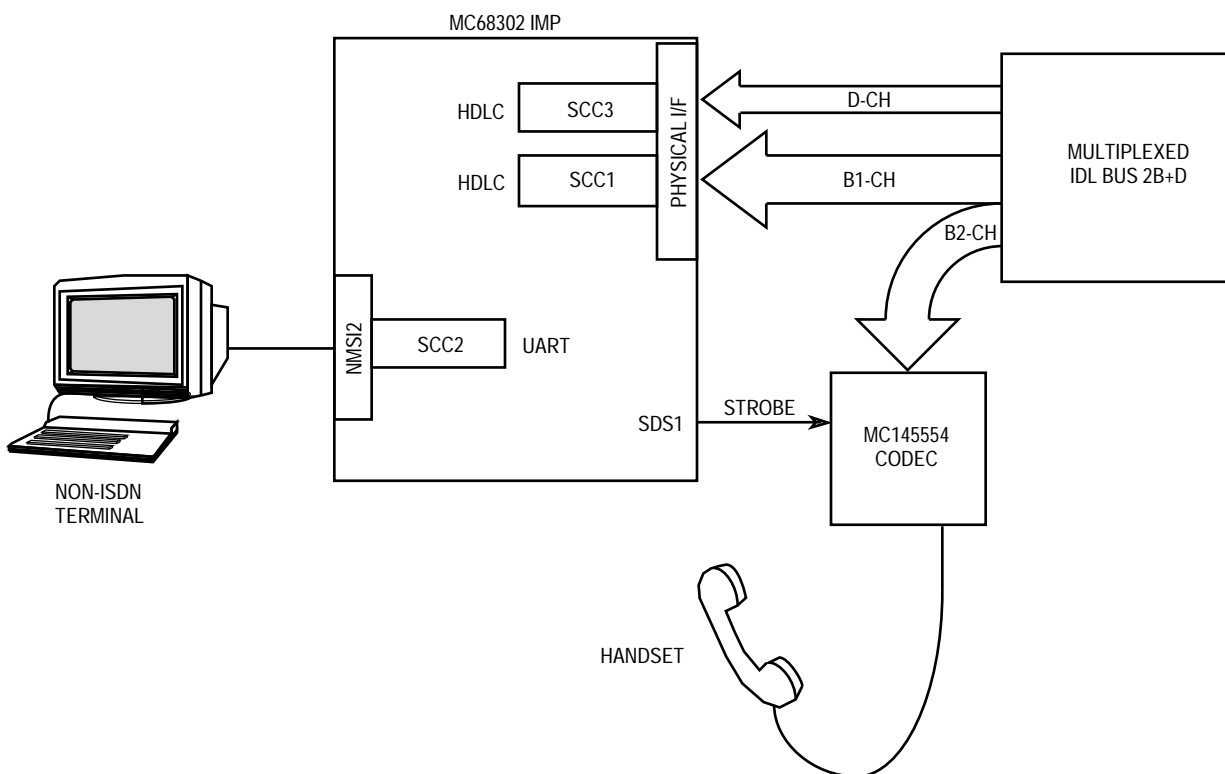 MC68302 IMP
HDLC
SCC3
PHYSICAL I/F
D-CH
HDLC
SCC1
B1-CH
MULTIPLEXED
IDL BUS 2B+D
B2-CH
NMSI2
SCC2
UART
SDS1
STROBE
MC145554
CODEC
NON-ISDN
TERMINAL
HANDSET